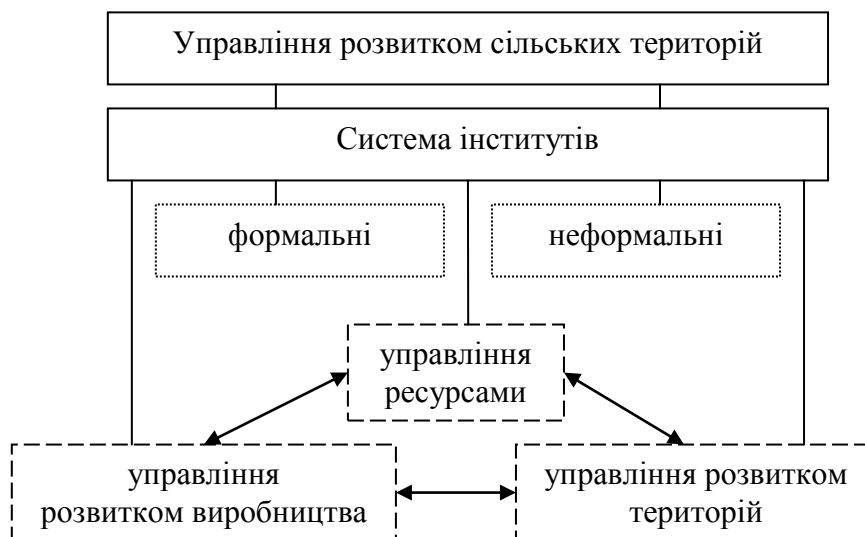 Управління розвитком сільських територій
Система інститутів
формальні
неформальні
управління
ресурсами
управління
розвитком виробництва
управління розвитком
територій